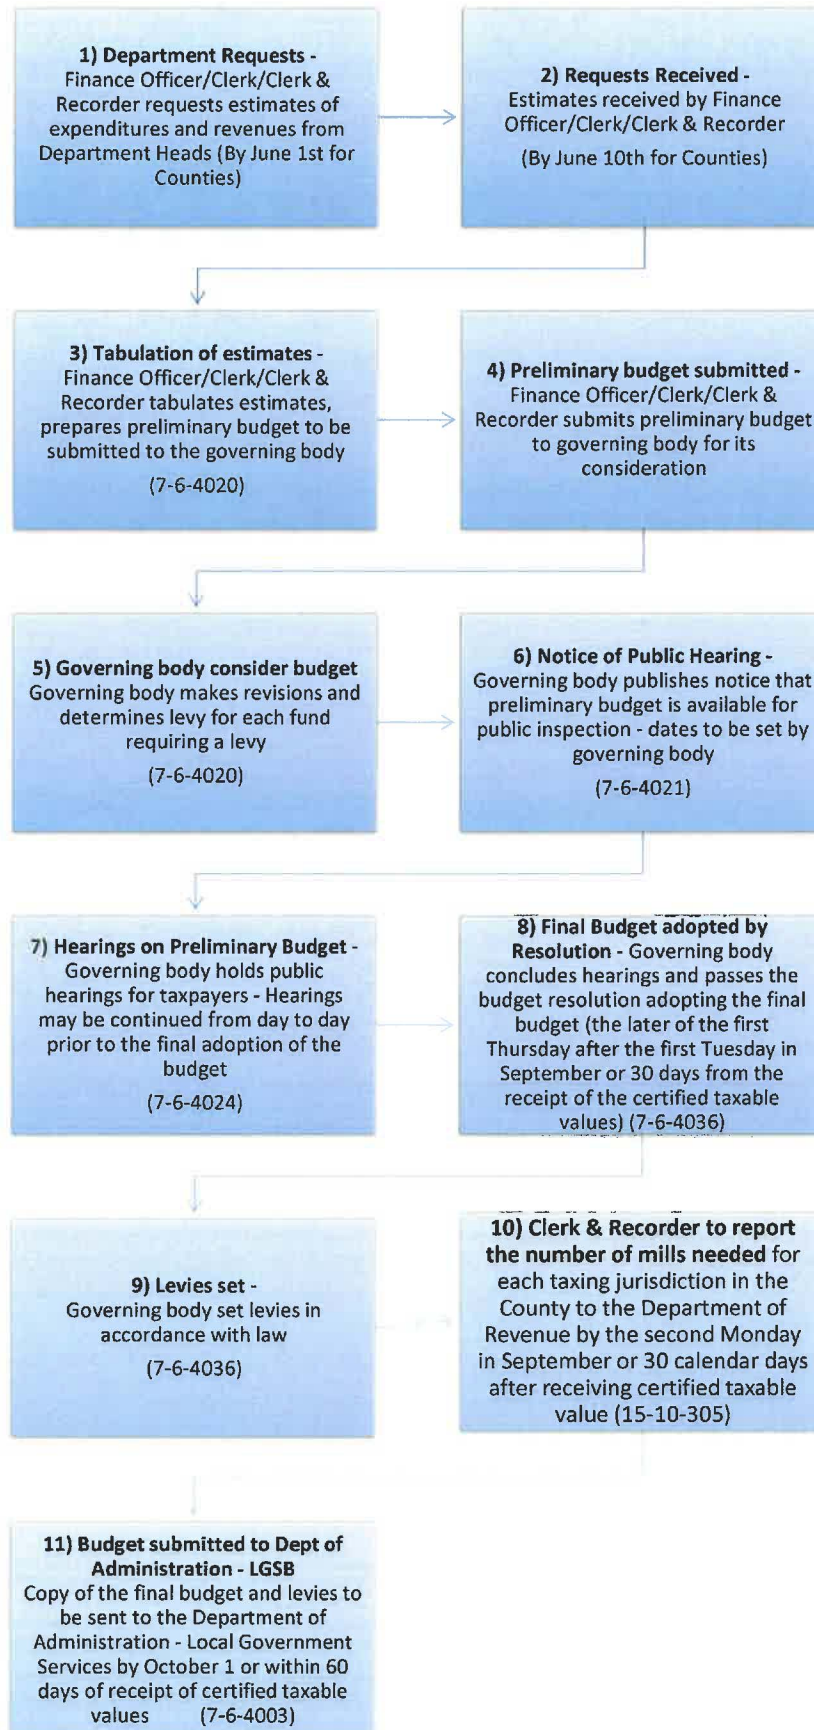 1) Department Requests -
Finance Officer/Clerk/Clerk &
Recorder requests estimates of
expenditures and revenues from
Department Heads (By June 1st for
Counties)
2) Requests Received -
Estimates received by Finance
Officer/Clerk/Clerk & Recorder
(By June 10th for Counties)
3) Tabulation of estimates -
Finance Officer/Clerk/Clerk &
Recorder tabulates estimates,
prepares preliminary budget to be
submitted to the governing body
(7-6-4020)
4) Preliminary budget submitted -
Finance Officer/Clerk/Clerk &
Recorder submits preliminary budget
to governing body for its
consideration
5) Governing body consider budget
Governing body makes revisions and
determines levy for each fund
requiring a levy
(7-6-4020)
6) Notice of Public Hearing -
Governing body publishes notice that
preliminary budget is available for
public inspection - dates to be set by
governing body
(7-6-4021)
7) Hearings on Preliminary Budget -
Governing body holds public
hearings for taxpayers - Hearings
may be continued from day to day
prior to the final adoption of the
budget
(7-6-4024)
8) Final Budget adopted by
Resolution - Governing body
concludes hearings and passes the
budget resolution adopting the final
budget (the later of the first
Thursday after the first Tuesday in
September or 30 days from the
receipt of the certified taxable
values) (7-6-4036)
9) Levies set -
Governing body set levies in
accordance with law
(7-6-4036)
10) Clerk & Recorder to report
the number of mills needed for
each taxing jurisdiction in the
County to the Department of
Revenue by the second Monday
in September or 30 calendar days
after receiving certified taxable
value (15-10-305)
11) Budget submitted to Dept of
Administration - LGSB
Copy of the final budget and levies to
be sent to the Department of
Administration - Local Government
Services by October 1 or within 60
days of receipt of certified taxable
values (7-6-4003)